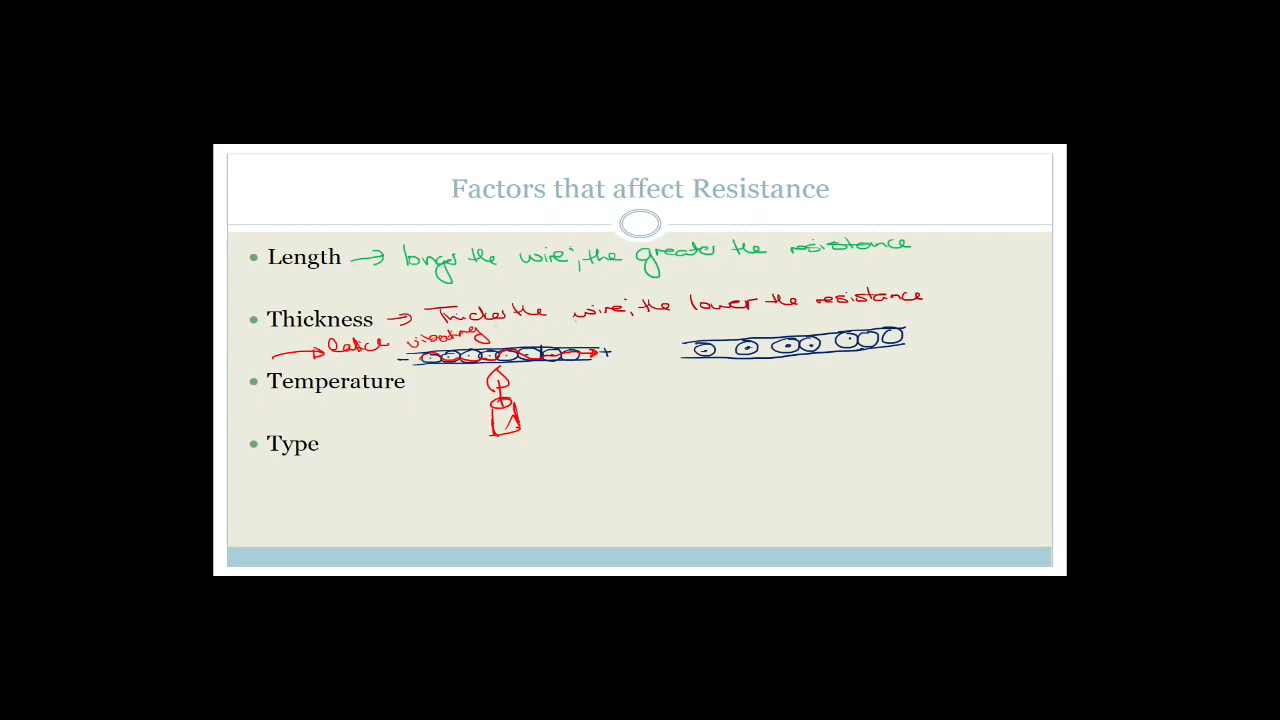 Factors that affect Resistance
• Length → longer the wire; the greater the resistance
• Thickness → Thicker the wire; the lower the resistance
→ latice vibrating
- +
• Temperature
• Type